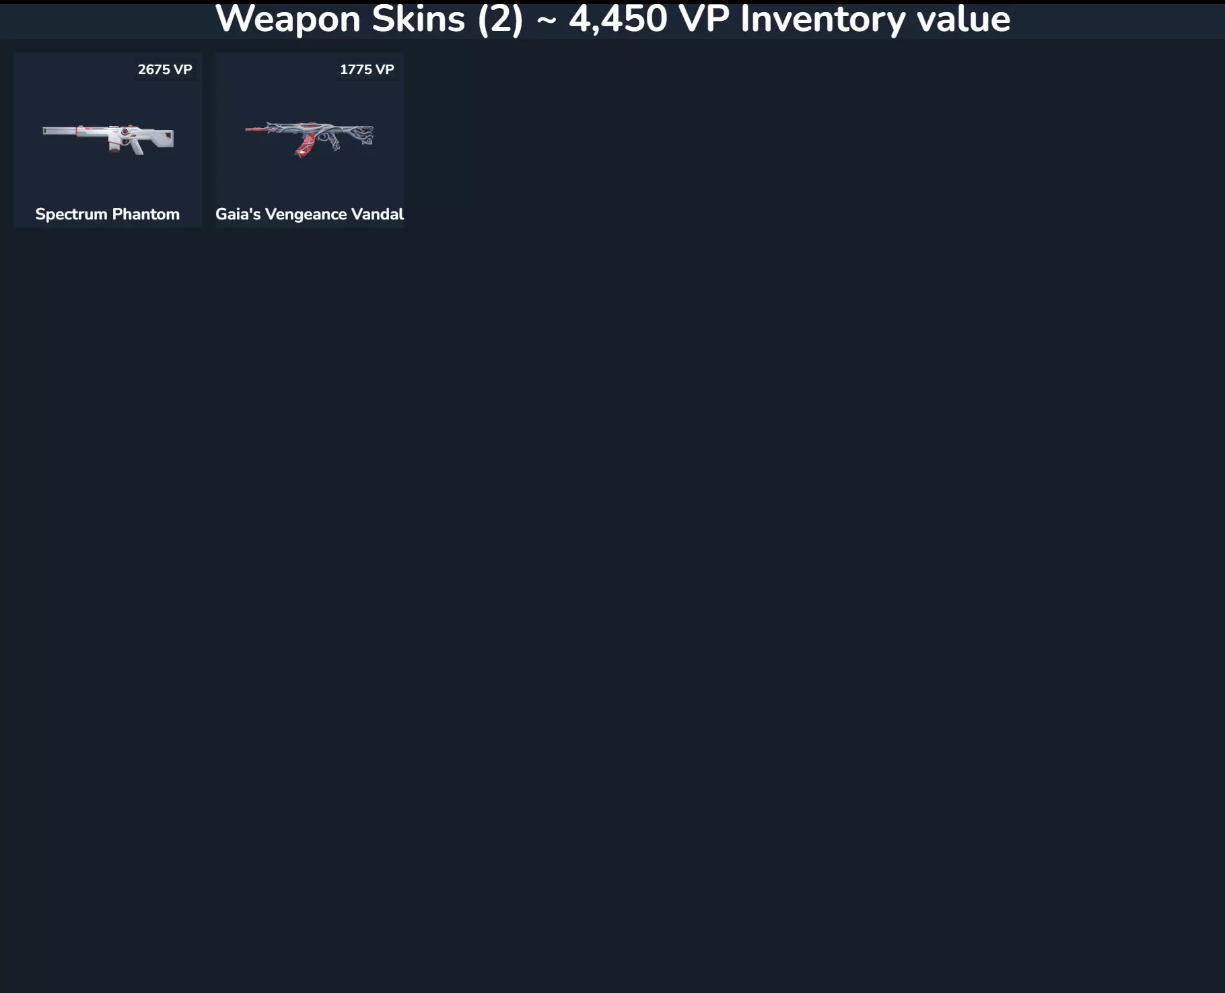 Weapon Skins (2) ~ 4,450 VP Inventory value
2675 VP
1775 VP
Spectrum Phantom
Gaia's Vengeance Vandal